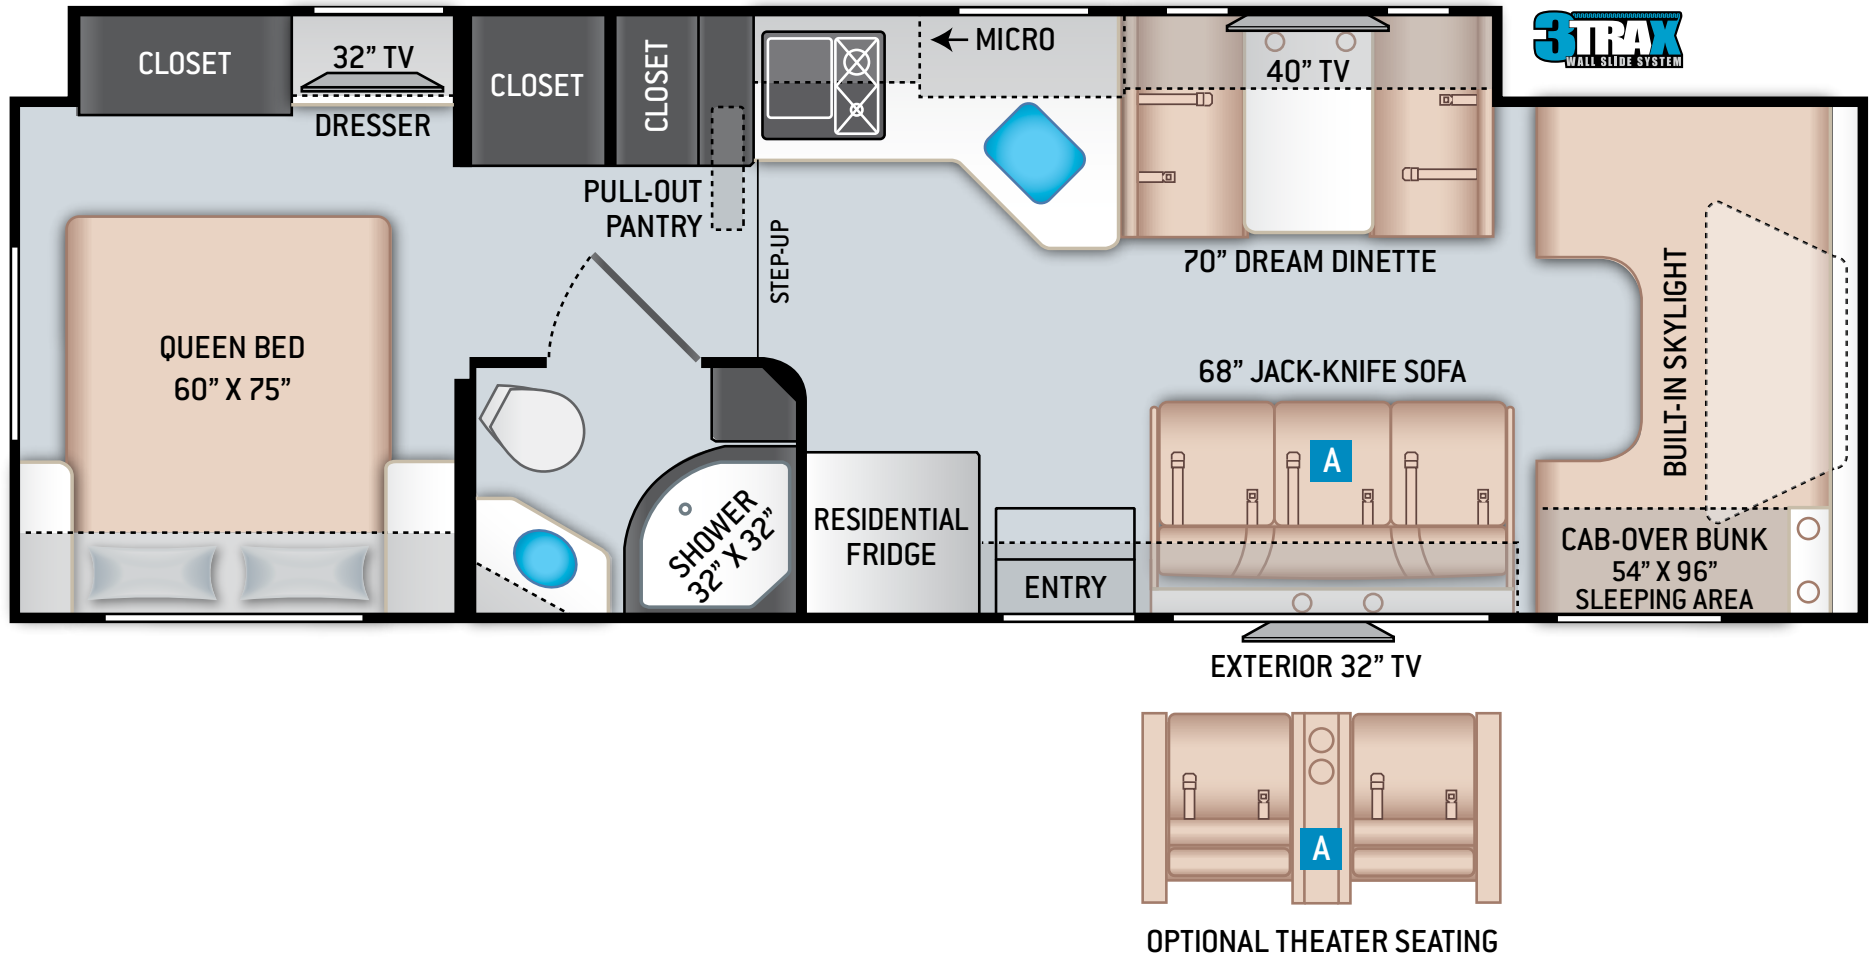 CLOSET
32” TV
DRESSER
CLOSET
CLOSET
PULL-OUT
PANTRY
STEP-UP
MICRO
40” TV
70” DREAM DINETTE
3TRAX
WALL SLIDE SYSTEM
QUEEN BED
60” X 75”
68” JACK-KNIFE SOFA
A
BUILT-IN SKYLIGHT
SHOWER
32” X 32”
RESIDENTIAL
FRIDGE
ENTRY
CAB-OVER BUNK
54” X 96”
SLEEPING AREA
EXTERIOR 32” TV
A
OPTIONAL THEATER SEATING